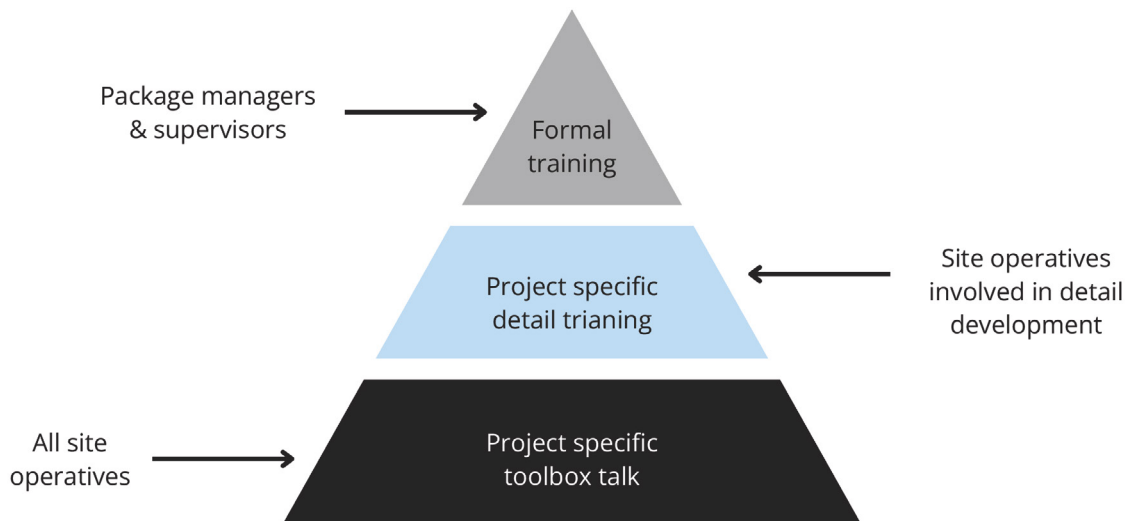 Package managers
& supervisors
Formal
training
Project specific
detail trianing
Site operatives
involved in detail
development
All site
operatives
Project specific
toolbox talk